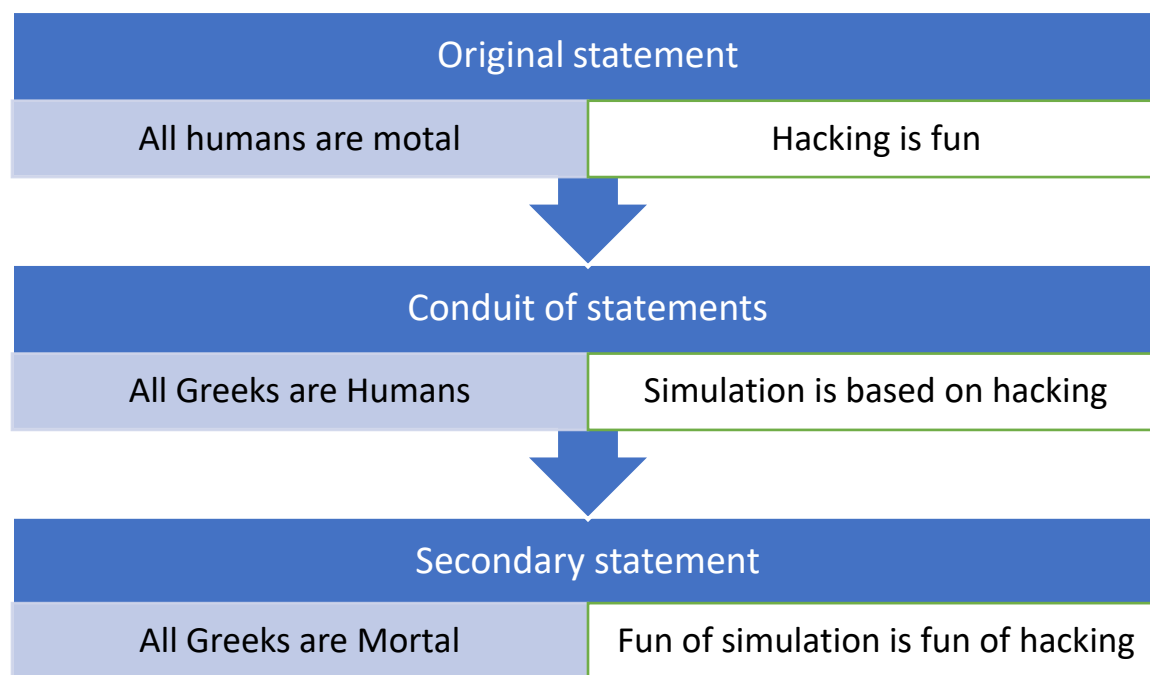 Original statement
All humans are motal
Hacking is fun
Conduit of statements
All Greeks are Humans
Simulation is based on hacking
Secondary statement
All Greeks are Mortal
Fun of simulation is fun of hacking